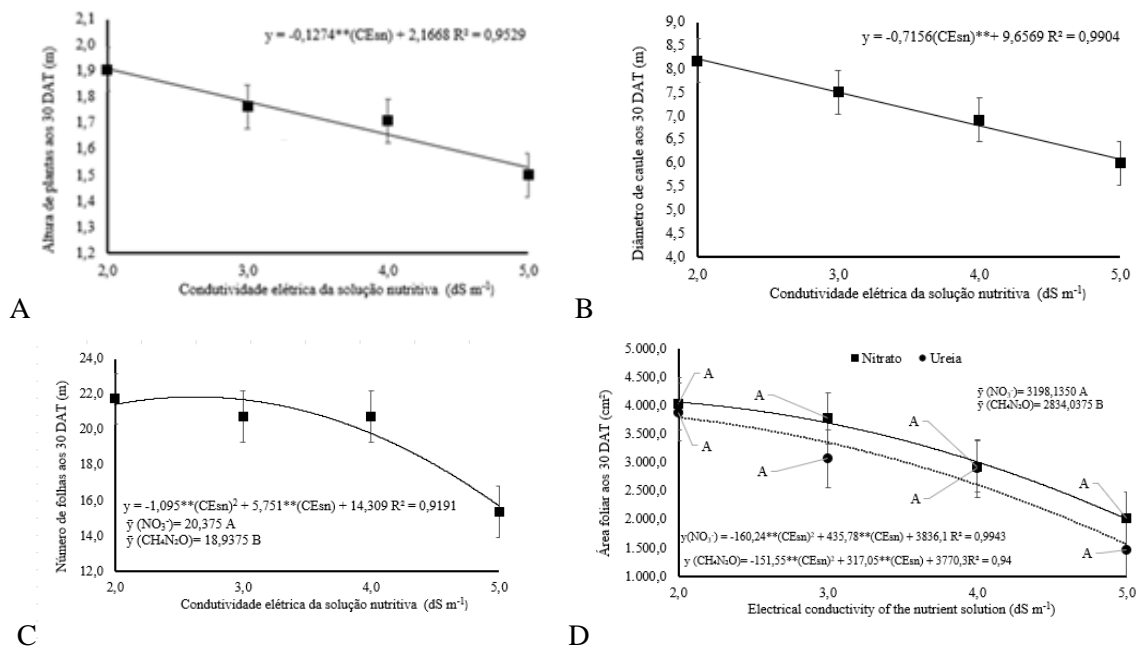 2,1
2,0
1,9
1,8
1,7
1,6
1,5
1,4
1,3
1,2
Altura de plantas aos 30 DAT (m)
y = -0,1274**(CEsn) + 2,1668 R² = 0,9529
2,0 3,0 4,0 5,0
Condutividade elétrica da solução nutritiva (dS m⁻¹)
A
9,0
8,5
8,0
7,5
7,0
6,5
6,0
5,5
5,0
4,5
4,0
Diâmetro de caule aos 30 DAT (m)
y = -0,7156(CEsn)**+ 9,6569 R² = 0,9904
2,0 3,0 4,0 5,0
Condutividade elétrica da solução nutritiva (dS m⁻¹)
B
24,0
22,0
20,0
18,0
16,0
14,0
12,0
Número de folhas aos 30 DAT (m)
y = -1,095**(CEsn)² + 5,751**(CEsn) + 14,309 R² = 0,9191
ȳ (NO₃⁻)= 20,375 A
ȳ (CH₄N₂O)= 18,9375 B
2,0 3,0 4,0 5,0
Condutividade elétrica da solução nutritiva (dS m⁻¹)
C
5.000,0
4.500,0
4.000,0
3.500,0
3.000,0
2.500,0
2.000,0
1.500,0
1.000,0
Área foliar aos 30 DAT (cm²)
Nitrato Ureia
ȳ (NO₃⁻)= 3198,1350 A
ȳ (CH₄N₂O)= 2834,0375 B
A
A
A
A
A
A
A
A
y(NO₃⁻) = -160,24**(CEsn)² + 435,78**(CEsn) + 3836,1 R² = 0,9943
y (CH₄N₂O)= -151,55**(CEsn)² + 317,05**(CEsn) + 3770,3R² = 0,94
2,0 3,0 4,0 5,0
Electrical conductivity of the nutrient solution (dS m⁻¹)
D